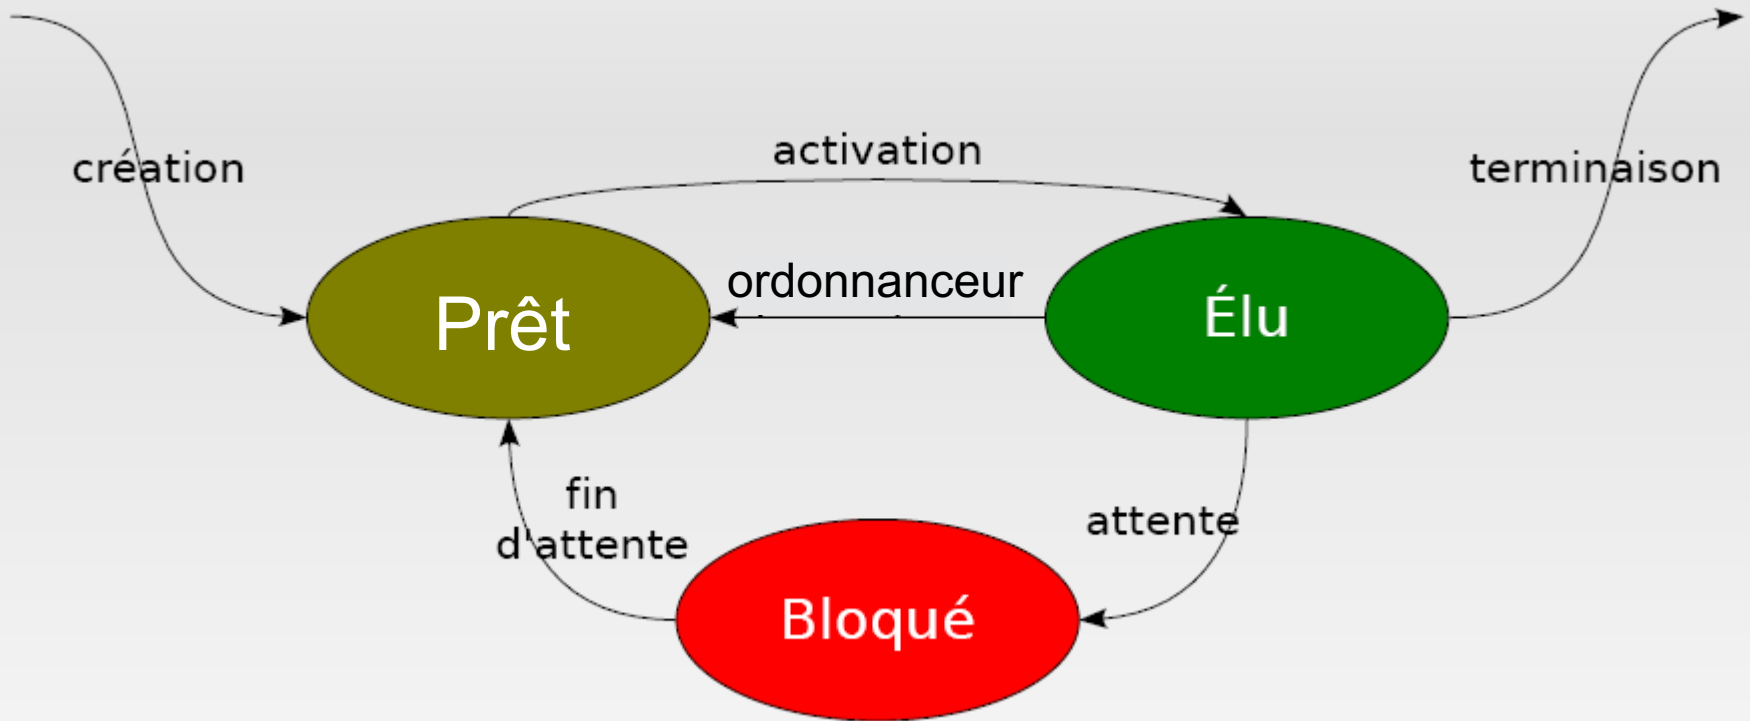 activation
création
terminaison
ordonnanceur
Prêt
Élu
fin
d'attente
attente
Bloqué